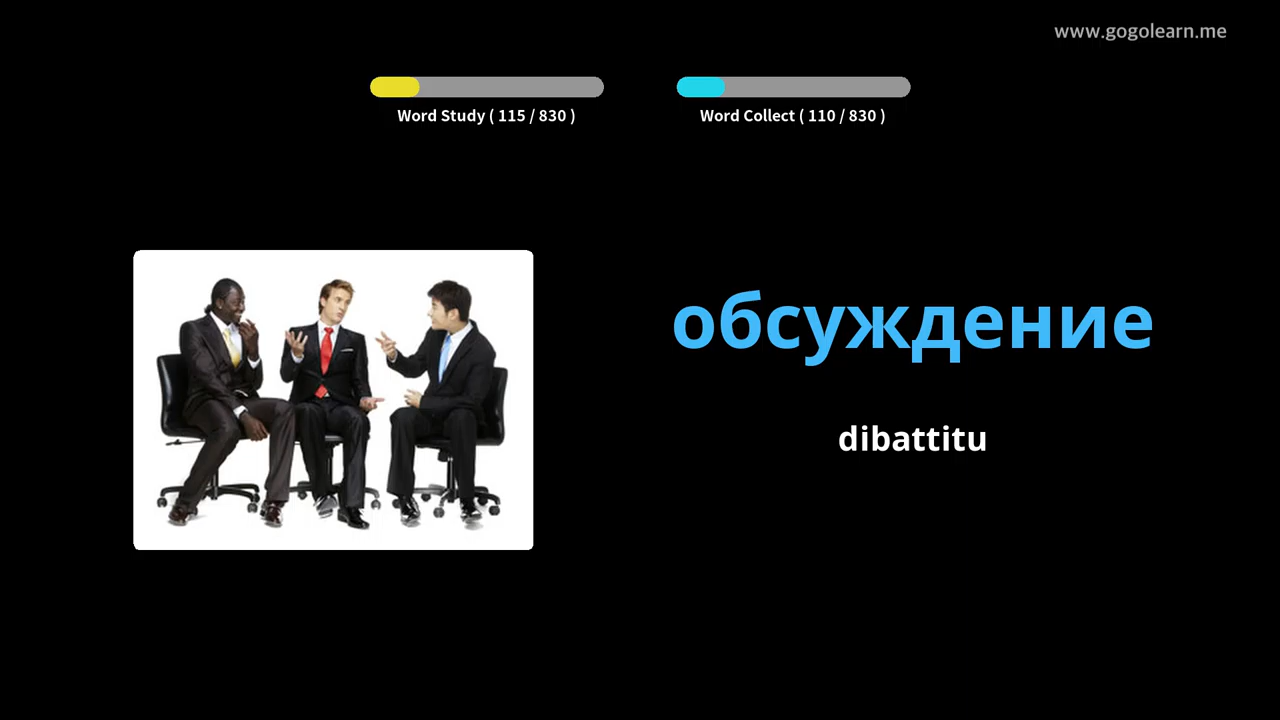 www.gogolearn.me
Word Study ( 115 / 830 )
Word Collect ( 110 / 830 )
обсуждение
dibattitu